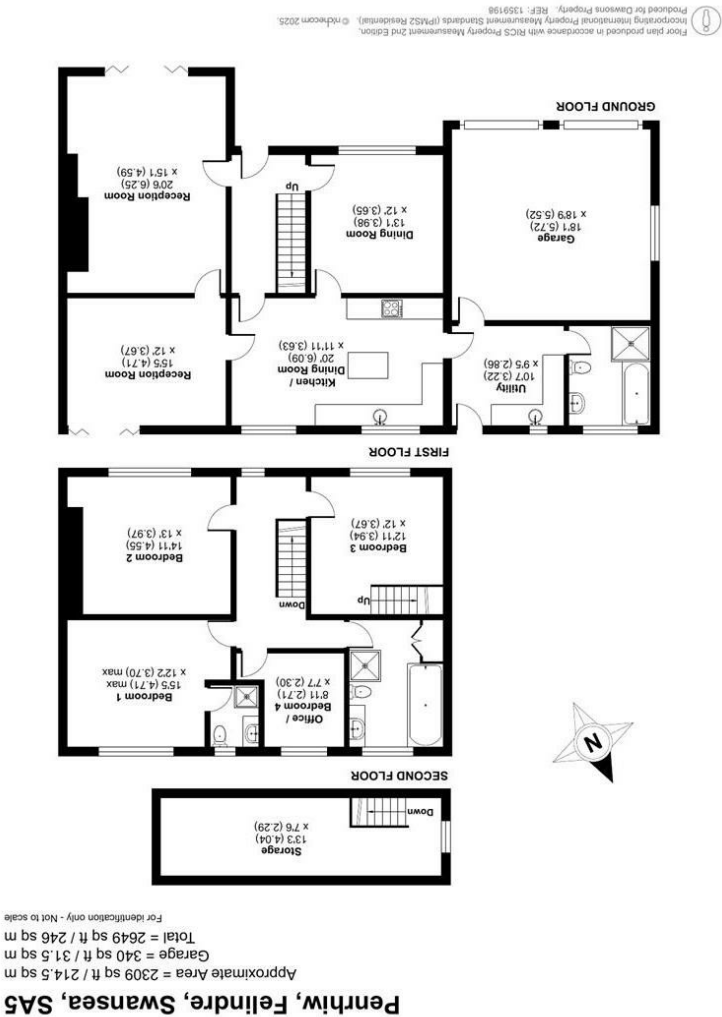 Penrhiw, Felindre, Swansea, SA5
Approximate Area = 2309 sq ft / 214.5 sq m
Garage = 340 sq ft / 31.5 sq m
Total = 2649 sq ft / 246 sq m
For identification only - Not to scale
Down
Storage
13'3 (4.04)
x 7'6 (2.29)
SECOND FLOOR
N
Office /
Bedroom 4
8'11 (2.71)
x 7'7 (2.30)
Bedroom 1
15'5 (4.71) max
x 12'2 (3.70) max
Up
Down
Bedroom 3
12'11 (3.94)
x 12' (3.67)
Bedroom 2
14'11 (4.55)
x 13' (3.97)
FIRST FLOOR
Utility
10'7 (3.22)
x 9'5 (2.86)
Kitchen /
Dining Room
20' (6.09)
x 11'11 (3.63)
Reception Room
15'5 (4.71)
x 12' (3.67)
Garage
18'1 (5.72)
x 18'9 (5.52)
Dining Room
13'1 (3.98)
x 12' (3.65)
Up
Reception Room
20'6 (6.25)
x 15'1 (4.59)
GROUND FLOOR
Floor plan produced in accordance with RICS Property Measurement 2nd Edition,
Incorporating International Property Measurement Standards (IPMS2 Residential). © nichecom 2025.
Produced for Dawsons Property. REF: 1359198